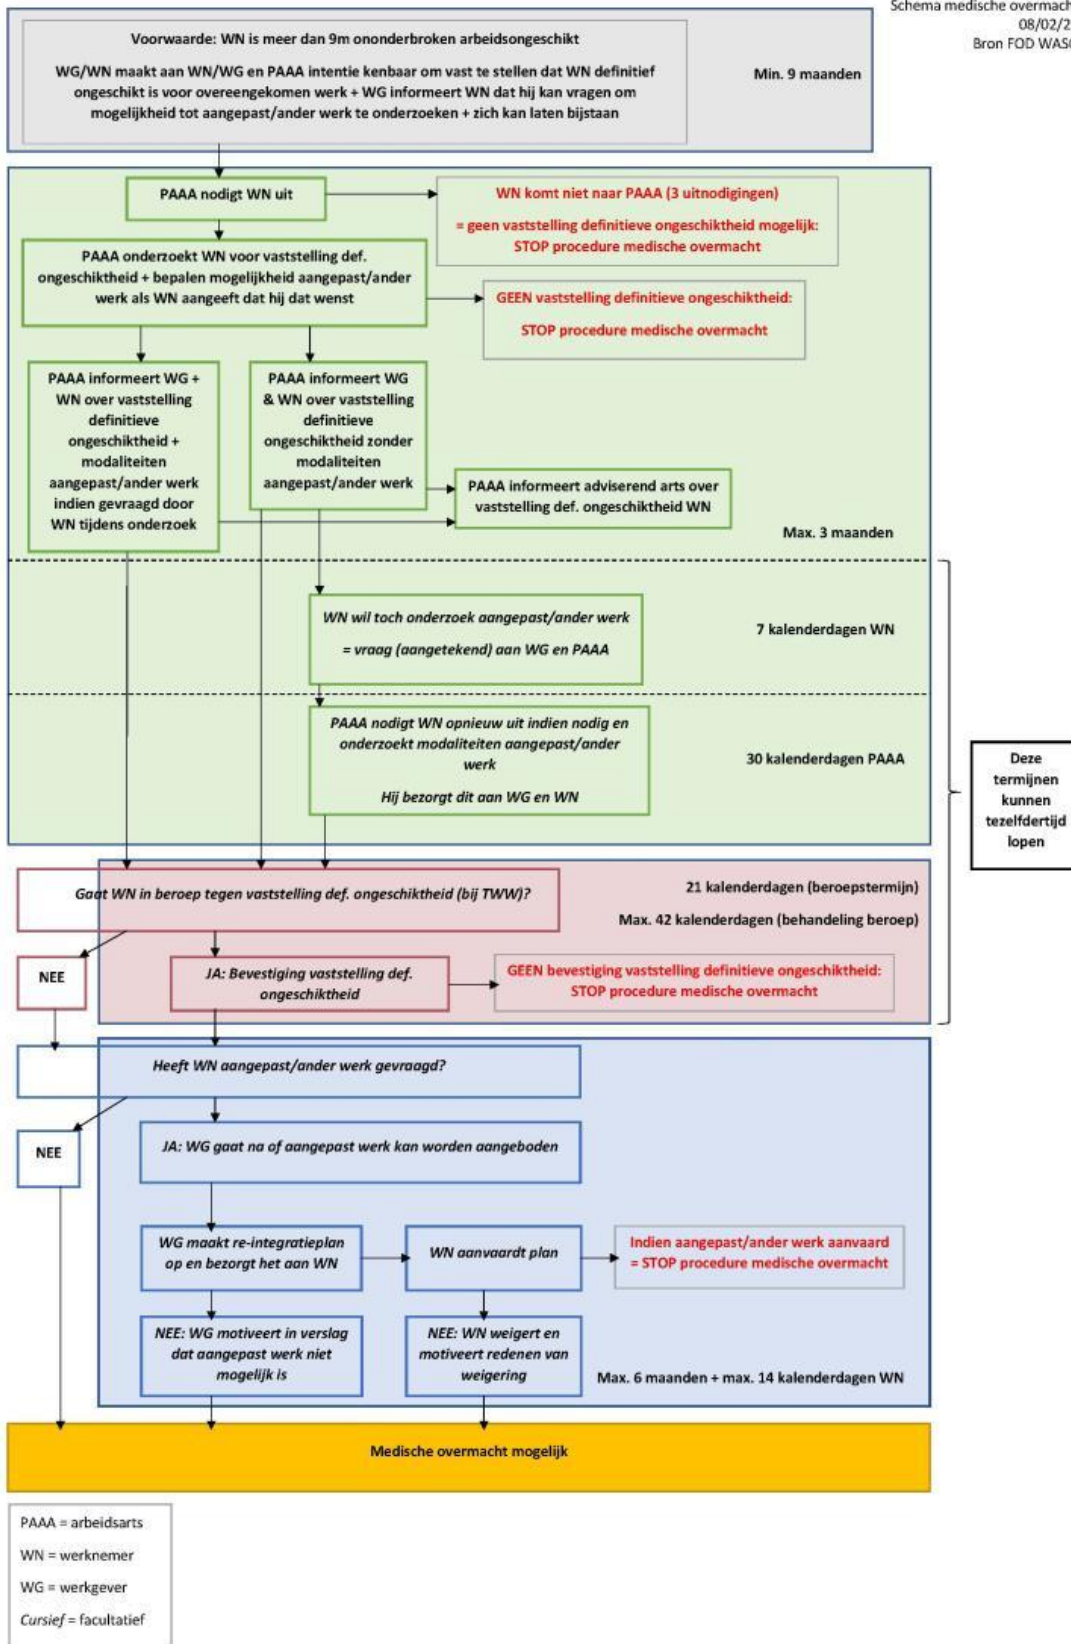 Schema medische overmach
08/02/2
Bron FOD WAS
Voorwaarde: WN is meer dan 9m ononderbroken arbeidsongeschikt
WG/WN maakt aan WN/WG en PAAA intentie kenbaar om vast te stellen dat WN definitief
ongeschikt is voor overeengekomen werk + WG informeert WN dat hij kan vragen om
mogelijkheid tot aangepast/ander werk te onderzoeken + zich kan laten bijstaan
Min. 9 maanden
PAAA nodigt WN uit
WN komt niet naar PAAA (3 uitnodigingen)
= geen vaststelling definitieve ongeschiktheid mogelijk:
STOP procedure medische overmacht
PAAA onderzoekt WN voor vaststelling def.
ongeschiktheid + bepalen mogelijkheid aangepast/ander
werk als WN aangeeft dat hij dat wenst
GEEN vaststelling definitieve ongeschiktheid:
STOP procedure medische overmacht
PAAA informeert WG +
WN over vaststelling
definitieve
ongeschiktheid +
modaliteiten
aangepast/ander werk
indien gevraagd door
WN tijdens onderzoek
PAAA informeert WG
& WN over vaststelling
definitieve
ongeschiktheid zonder
modaliteiten
aangepast/ander werk
PAAA informeert adviserend arts over
vaststelling def. ongeschiktheid WN
Max. 3 maanden
WN wil toch onderzoek aangepast/ander werk
= vraag (aangetekend) aan WG en PAAA
7 kalenderdagen WN
PAAA nodigt WN opnieuw uit indien nodig en
onderzoekt modaliteiten aangepast/ander
werk
Hij bezorgt dit aan WG en WN
30 kalenderdagen PAAA
Deze
termijnen
kunnen
tezelfdertijd
lopen
Gaat WN in beroep tegen vaststelling def. ongeschiktheid (bij TWW)?
21 kalenderdagen (beroepstermijn)
Max. 42 kalenderdagen (behandeling beroep)
NEE
JA: Bevestiging vaststelling def.
ongeschiktheid
GEEN bevestiging vaststelling definitieve ongeschiktheid:
STOP procedure medische overmacht
Heeft WN aangepast/ander werk gevraagd?
NEE
JA: WG gaat na of aangepast werk kan worden aangeboden
WG maakt re-integratieplan
op en bezorgt het aan WN
WN aanvaardt plan
Indien aangepast/ander werk aanvaard
= STOP procedure medische overmacht
NEE: WG motiveert in verslag
dat aangepast werk niet
mogelijk is
NEE: WN weigert en
motiveert redenen van
weigering
Max. 6 maanden + max. 14 kalenderdagen WN
Medische overmacht mogelijk
PAAA = arbeidsarts
WN = werknemer
WG = werkgever
Cursief = facultatief